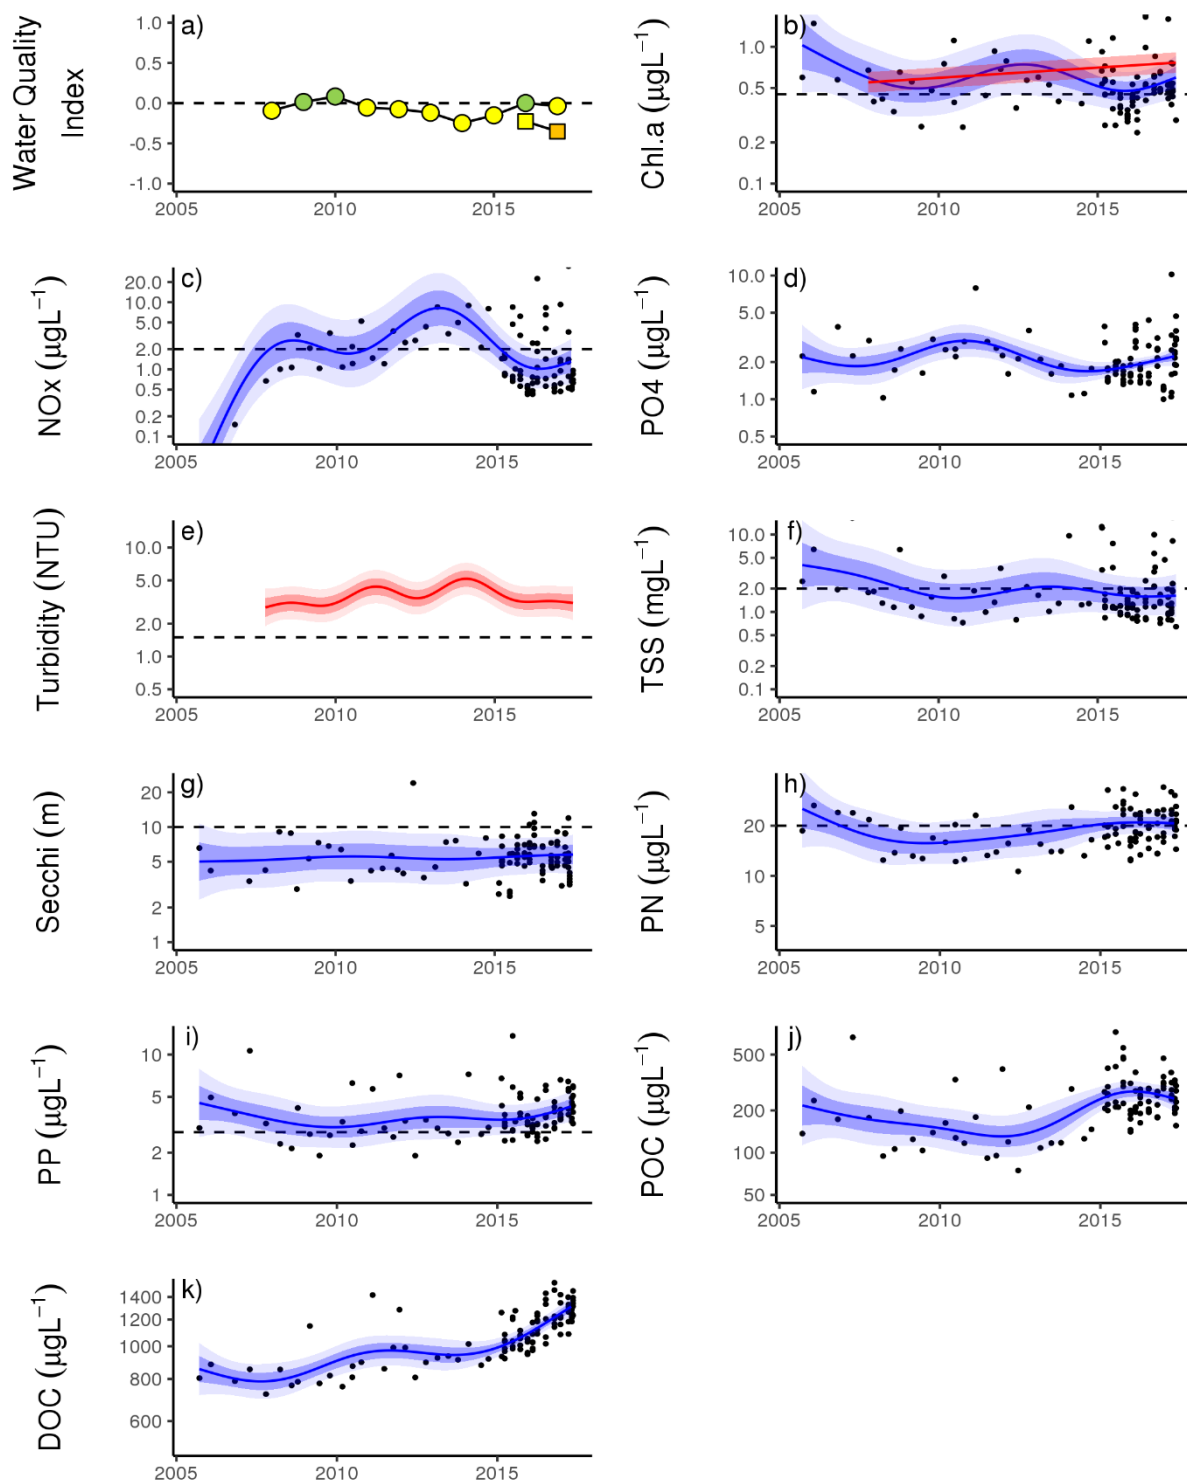 a)
Water Quality
Index
1.0
0.5
0.0
-0.5
-1.0
2005 2010 2015
b)
Chl.a (µgL⁻¹)
1.0
0.5
0.2
0.1
2005 2010 2015
c)
NOx (µgL⁻¹)
20.0
10.0
5.0
2.0
1.0
0.5
0.2
0.1
2005 2010 2015
d)
PO4 (µgL⁻¹)
10.0
5.0
2.0
1.0
0.5
2005 2010 2015
e)
Turbidity (NTU)
10.0
5.0
2.0
1.0
0.5
2005 2010 2015
f)
TSS (mgL⁻¹)
10.0
5.0
2.0
1.0
0.5
0.2
0.1
2005 2010 2015
g)
Secchi (m)
20
10
5
2
1
2005 2010 2015
h)
PN (µgL⁻¹)
20
10
5
2005 2010 2015
i)
PP (µgL⁻¹)
10
5
2
1
2005 2010 2015
j)
POC (µgL⁻¹)
500
200
100
50
2005 2010 2015
k)
DOC (µgL⁻¹)
1400
1200
1000
800
600
2005 2010 2015